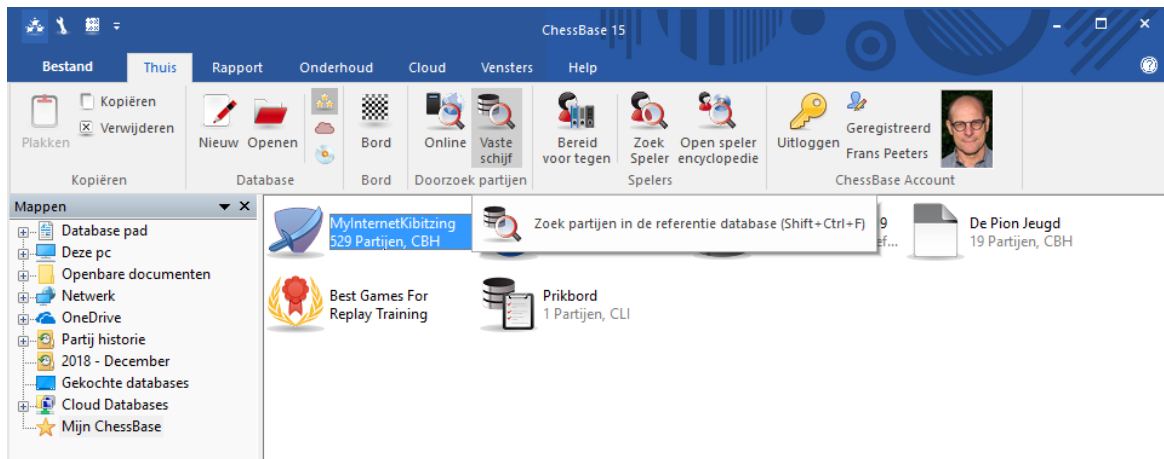 ChessBase 15
Bestand Thuis Rapport Onderhoud Cloud Vensters Help
Plakken
Kopiëren
Verwijderen
Kopiëren
Nieuw Openen
Database
Bord
Bord
Online Vaste schijf
Doorzoek partijen
Bereid voor tegen
Zoek Speler
Open speler encyclopedie
Spelers
Uitloggen
Geregistreerd
Frans Peeters
ChessBase Account
Mappen
Database pad
Deze pc
Openbare documenten
Netwerk
OneDrive
Partij historie
2018 - December
Gekochte databases
Cloud Databases
Mijn ChessBase
MyInternetKibitzing
529 Partijen, CBH
Zoek partijen in de referentie database (Shift+Ctrl+F)
De Pion Jeugd
19 Partijen, CBH
Best Games For
Replay Training
Prikbord
1 Partijen, CLI